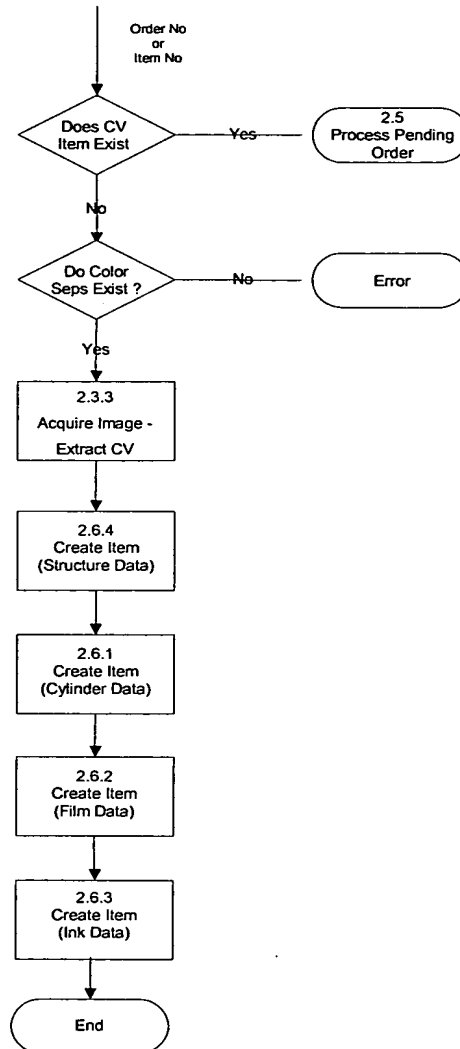 Order No
or
Item No
Does CV
Item Exist
Yes
2.5
Process Pending
Order
No
Do Color
Seps Exist ?
No
Error
Yes
2.3.3
Acquire Image -
Extract CV
2.6.4
Create Item
(Structure Data)
2.6.1
Create Item
(Cylinder Data)
2.6.2
Create Item
(Film Data)
2.6.3
Create Item
(Ink Data)
End